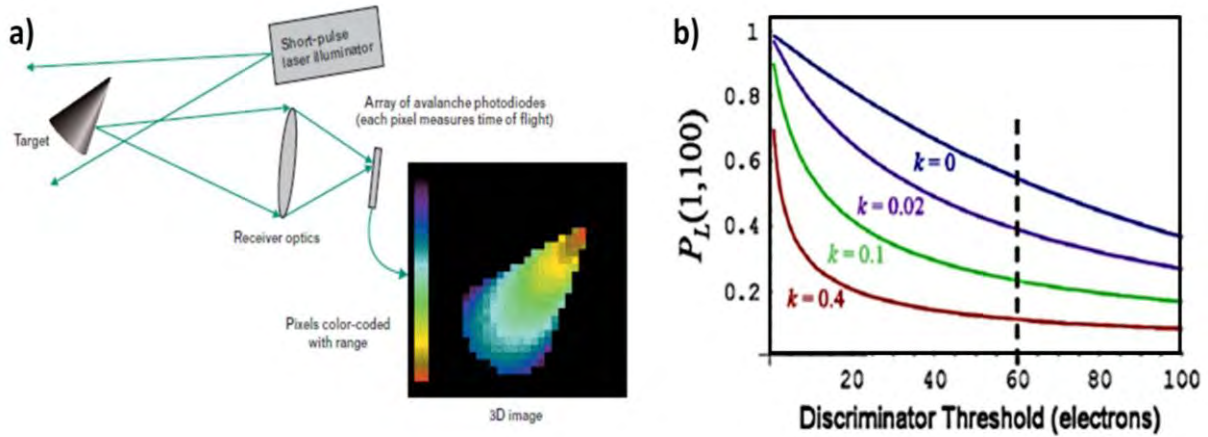 a)
Short-pulse
laser illuminator
Array of avalanche photodiodes
(each pixel measures time of flight)
Target
Receiver optics
Pixels color-coded
with range
3D image
b)
P_L(1,100)
1
0.8
0.6
0.4
0.2
k = 0
k = 0.02
k = 0.1
k = 0.4
20 40 60 80 100
Discriminator Threshold (electrons)